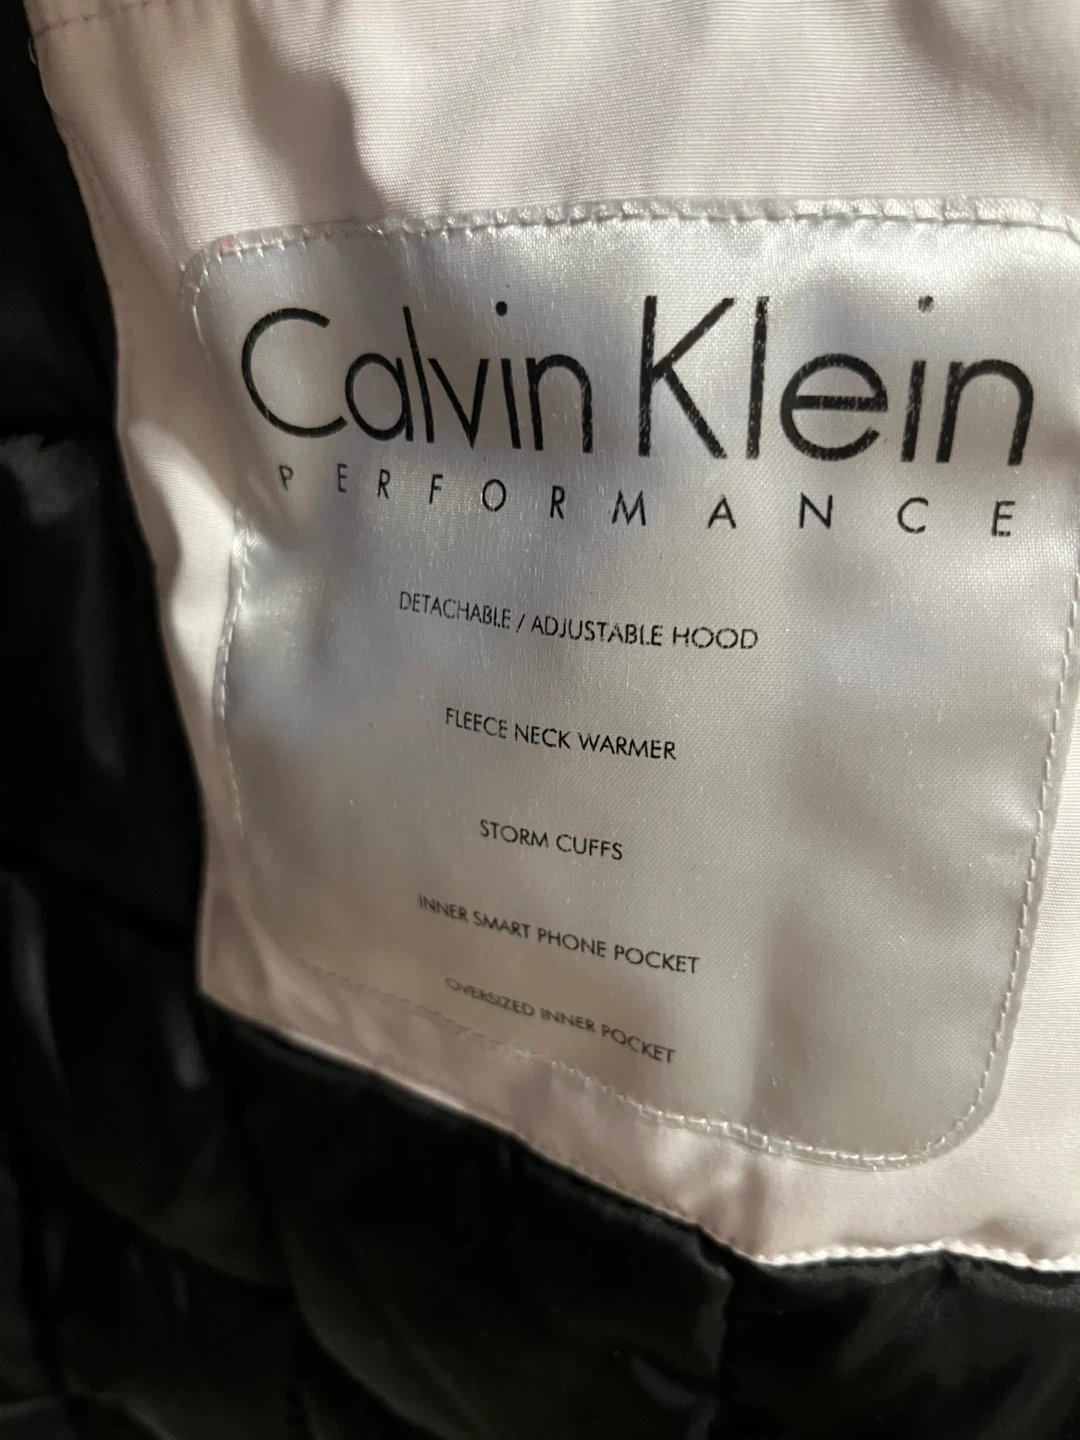 Calvin Klein
PERFORMANCE
DETACHABLE / ADJUSTABLE HOOD
FLEECE NECK WARMER
STORM CUFFS
INNER SMART PHONE POCKET
OVERSIZED INNER POCKET